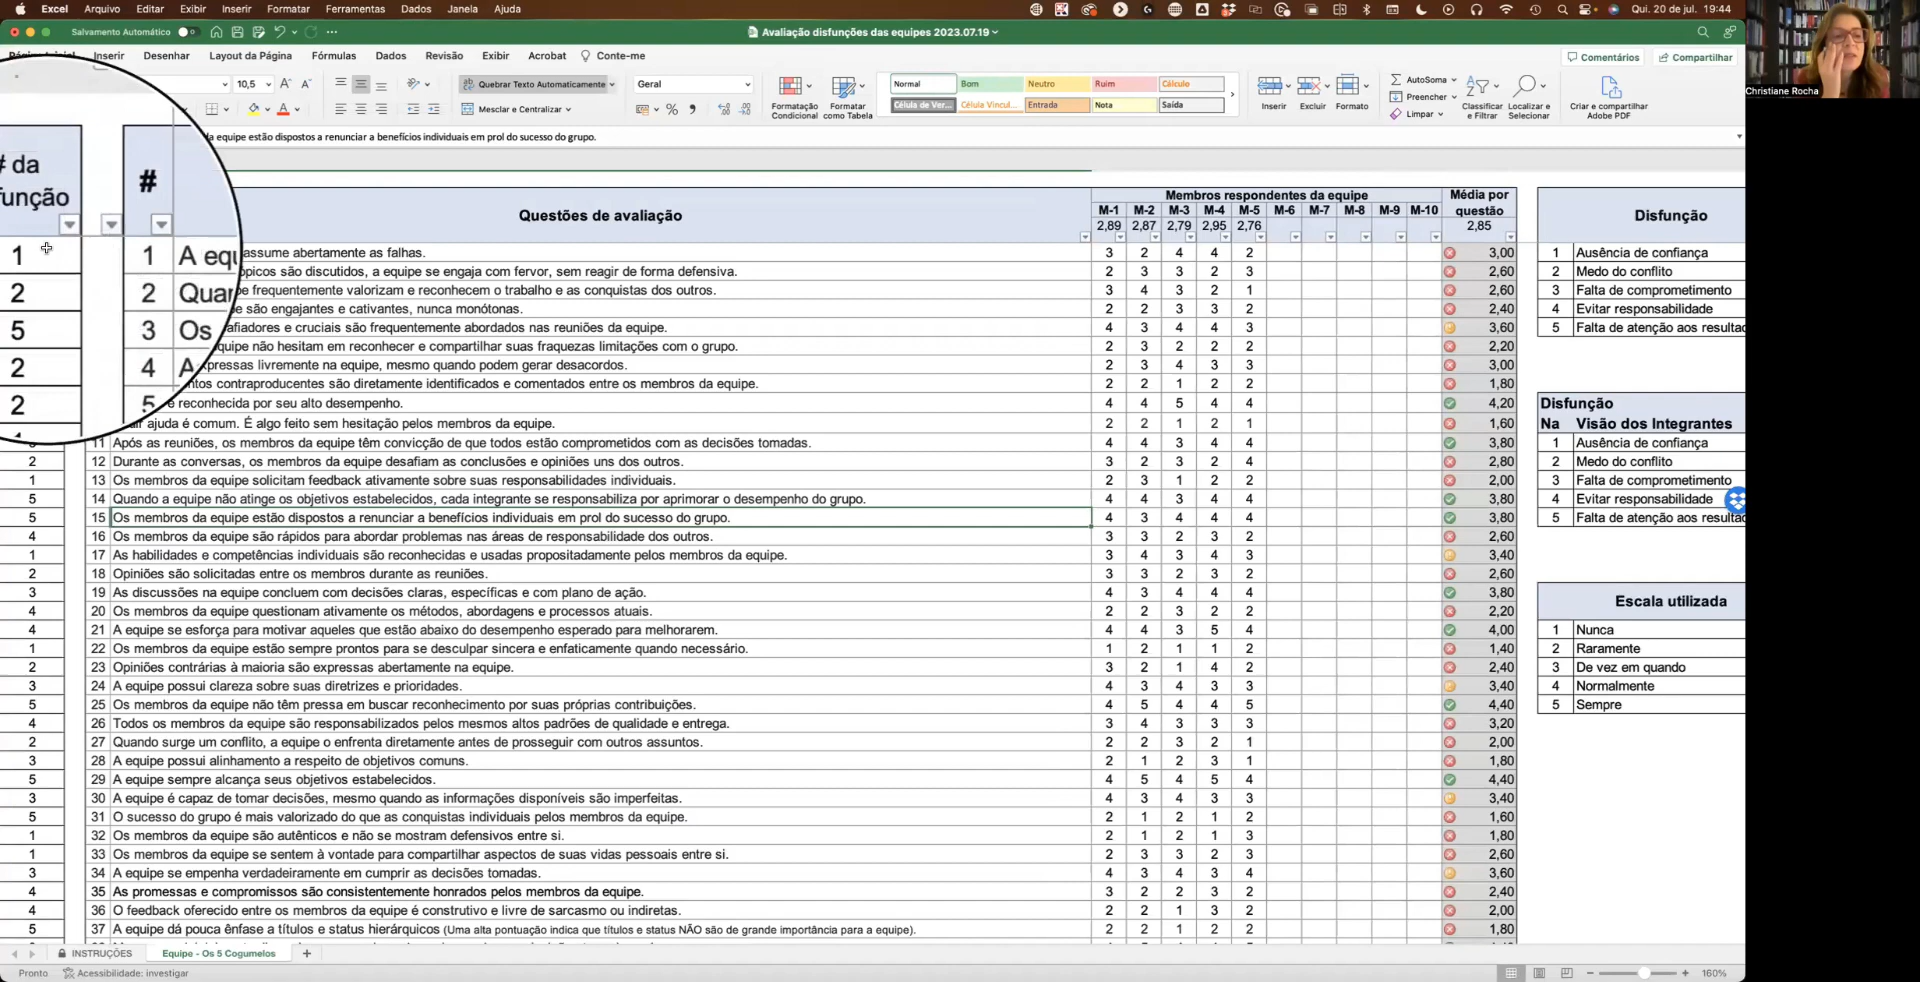 Excel Arquivo Editar Exibir Inserir Formatar Ferramentas Dados Janela Ajuda Qui. 20 de jul. 19:44
Salvamento Automático Avaliação disfunções das equipes 2023.07.19
Inserir Desenhar Layout da Página Fórmulas Dados Revisão Exibir Acrobat Conte-me Comentários Compartilhar
10,5 Quebrar Texto Automaticamente Geral Normal Bom Neutro Ruim Cálculo AutoSoma
Mesclar e Centralizar Célula de Ver... Célula Vincul... Entrada Nota Saída Preencher
Formatação Condicional Formatar como Tabela Inserir Excluir Formato Limpar Classificar e Filtrar Localizar e Selecionar Criar e compartilhar Adobe PDF
Christiane Rocha
a equipe estão dispostos a renunciar a benefícios individuais em prol do sucesso do grupo.
# da
unção
#
Questões de avaliação
Membros respondentes da equipe
M-1 M-2 M-3 M-4 M-5 M-6 M-7 M-8 M-9 M-10
2,89 2,87 2,79 2,95 2,76
Média por
questão
2,85
1 1 A equ assume abertamente as falhas. 3 2 4 4 2 3,00
2 2 Quan ópicos são discutidos, a equipe se engaja com fervor, sem reagir de forma defensiva. 2 3 3 2 3 2,60
5 3 Os pe frequentemente valorizam e reconhecem o trabalho e as conquistas dos outros. 3 4 3 2 1 2,60
2 4 A pe são engajantes e cativantes, nunca monótonas. 2 2 3 3 2 2,40
2 5 afiadores e cruciais são frequentemente abordados nas reuniões da equipe. 4 3 4 4 3 3,60
quipe não hesitam em reconhecer e compartilhar suas fraquezas limitações com o grupo. 2 3 2 2 2 2,20
xpressas livremente na equipe, mesmo quando podem gerar desacordos. 2 3 4 3 3 3,00
ntos contraproducentes são diretamente identificados e comentados entre os membros da equipe. 2 2 1 2 2 1,80
é reconhecida por seu alto desempenho. 4 4 5 4 4 4,20
ir ajuda é comum. É algo feito sem hesitação pelos membros da equipe. 2 2 1 2 1 1,60
11 Após as reuniões, os membros da equipe têm convicção de que todos estão comprometidos com as decisões tomadas. 4 4 3 4 4 3,80
2 12 Durante as conversas, os membros da equipe desafiam as conclusões e opiniões uns dos outros. 3 2 3 2 4 2,80
1 13 Os membros da equipe solicitam feedback ativamente sobre suas responsabilidades individuais. 2 3 1 2 2 2,00
5 14 Quando a equipe não atinge os objetivos estabelecidos, cada integrante se responsabiliza por aprimorar o desempenho do grupo. 4 4 3 4 4 3,80
5 15 Os membros da equipe estão dispostos a renunciar a benefícios individuais em prol do sucesso do grupo. 4 3 4 4 4 3,80
4 16 Os membros da equipe são rápidos para abordar problemas nas áreas de responsabilidade dos outros. 3 3 2 3 2 2,60
1 17 As habilidades e competências individuais são reconhecidas e usadas propositadamente pelos membros da equipe. 3 4 3 4 3 3,40
2 18 Opiniões são solicitadas entre os membros durante as reuniões. 3 3 2 3 2 2,60
3 19 As discussões na equipe concluem com decisões claras, específicas e com plano de ação. 4 3 4 4 4 3,80
4 20 Os membros da equipe questionam ativamente os métodos, abordagens e processos atuais. 2 2 3 2 2 2,20
4 21 A equipe se esforça para motivar aqueles que estão abaixo do desempenho esperado para melhorarem. 4 4 3 5 4 4,00
1 22 Os membros da equipe estão sempre prontos para se desculpar sincera e enfaticamente quando necessário. 1 2 1 1 2 1,40
2 23 Opiniões contrárias à maioria são expressas abertamente na equipe. 3 2 1 4 2 2,40
3 24 A equipe possui clareza sobre suas diretrizes e prioridades. 4 3 4 3 3 3,40
5 25 Os membros da equipe não têm pressa em buscar reconhecimento por suas próprias contribuições. 4 5 4 4 5 4,40
4 26 Todos os membros da equipe são responsabilizados pelos mesmos altos padrões de qualidade e entrega. 3 4 3 3 3 3,20
2 27 Quando surge um conflito, a equipe o enfrenta diretamente antes de prosseguir com outros assuntos. 2 2 3 2 1 2,00
3 28 A equipe possui alinhamento a respeito de objetivos comuns. 2 1 2 3 1 1,80
5 29 A equipe sempre alcança seus objetivos estabelecidos. 4 5 4 5 4 4,40
3 30 A equipe é capaz de tomar decisões, mesmo quando as informações disponíveis são imperfeitas. 4 3 4 3 3 3,40
5 31 O sucesso do grupo é mais valorizado do que as conquistas individuais pelos membros da equipe. 2 1 2 1 2 1,60
1 32 Os membros da equipe são autênticos e não se mostram defensivos entre si. 2 1 2 1 3 1,80
1 33 Os membros da equipe se sentem à vontade para compartilhar aspectos de suas vidas pessoais entre si. 2 3 3 2 3 2,60
3 34 A equipe se empenha verdadeiramente em cumprir as decisões tomadas. 4 3 4 3 4 3,60
4 35 As promessas e compromissos são consistentemente honrados pelos membros da equipe. 3 2 2 3 2 2,40
4 36 O feedback oferecido entre os membros da equipe é construtivo e livre de sarcasmo ou indiretas. 2 2 1 3 2 2,00
5 37 A equipe dá pouca ênfase a títulos e status hierárquicos (Uma alta pontuação indica que títulos e status NÃO são de grande importância para a equipe). 2 2 1 2 2 1,80
Disfunção
1 Ausência de confiança
2 Medo do conflito
3 Falta de comprometimento
4 Evitar responsabilidade
5 Falta de atenção aos resultad
Disfunção
Na Visão dos Integrantes
1 Ausência de confiança
2 Medo do conflito
3 Falta de comprometimento
4 Evitar responsabilidade
5 Falta de atenção aos resultad
Escala utilizada
1 Nunca
2 Raramente
3 De vez em quando
4 Normalmente
5 Sempre
INSTRUÇÕES Equipe - Os 5 Cogumelos +
Pronto Acessibilidade: investigar 160%